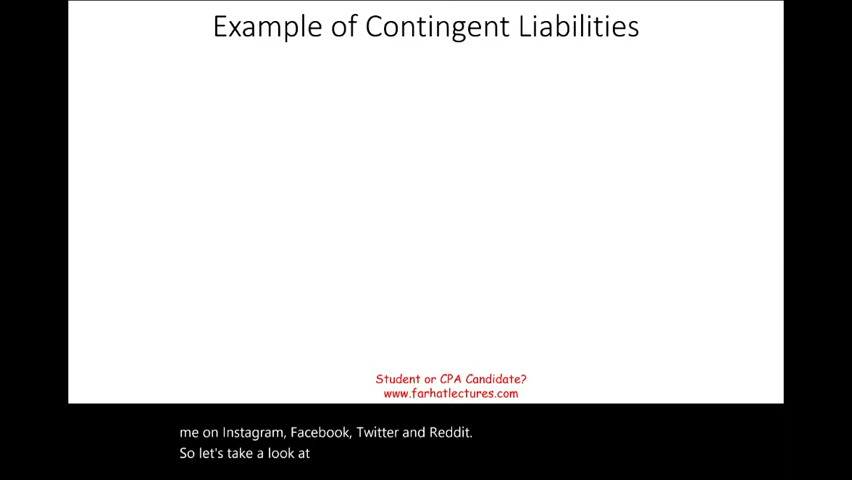 Example of Contingent Liabilities
Student or CPA Candidate?
www.farhatlectures.com
me on Instagram, Facebook, Twitter and Reddit.
So let's take a look at